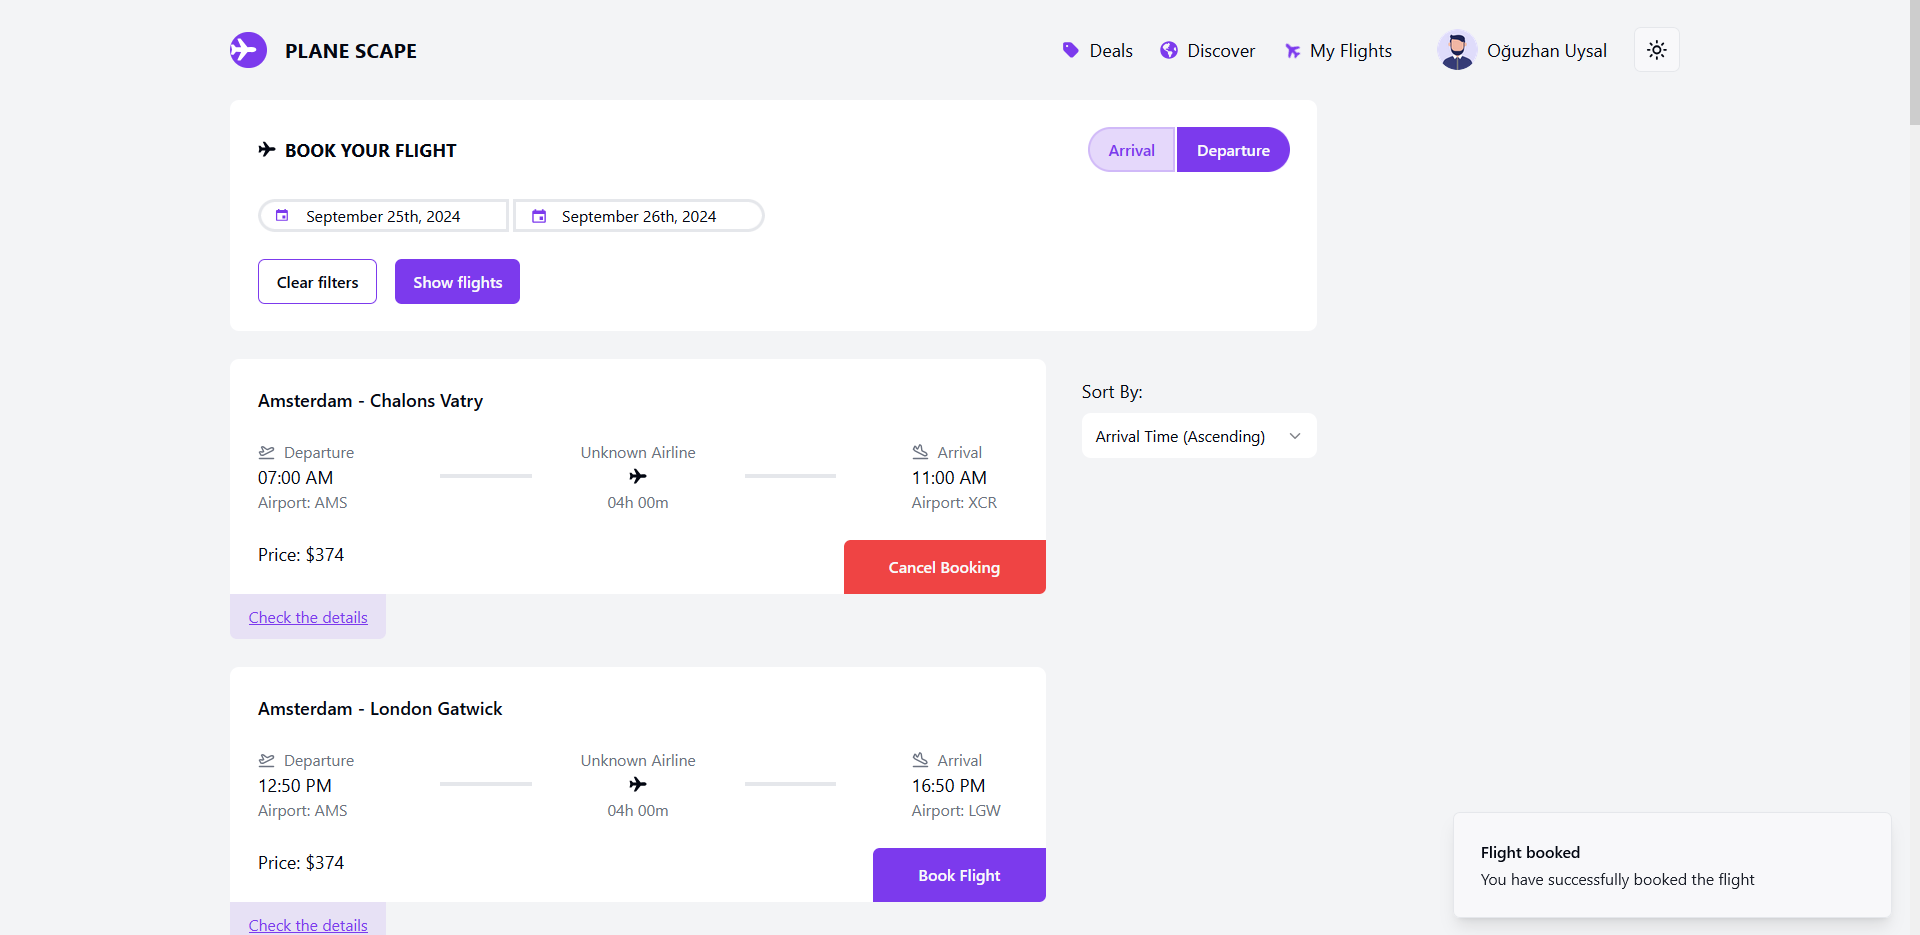 PLANE SCAPE
Deals
Discover
My Flights
Oğuzhan Uysal
BOOK YOUR FLIGHT
Arrival
Departure
September 25th, 2024
September 26th, 2024
Clear filters
Show flights
Amsterdam - Chalons Vatry
Departure
07:00 AM
Airport: AMS
Unknown Airline
04h 00m
Arrival
11:00 AM
Airport: XCR
Price: $374
Cancel Booking
Check the details
Sort By:
Arrival Time (Ascending)
Amsterdam - London Gatwick
Departure
12:50 PM
Airport: AMS
Unknown Airline
04h 00m
Arrival
16:50 PM
Airport: LGW
Price: $374
Book Flight
Check the details
Flight booked
You have successfully booked the flight